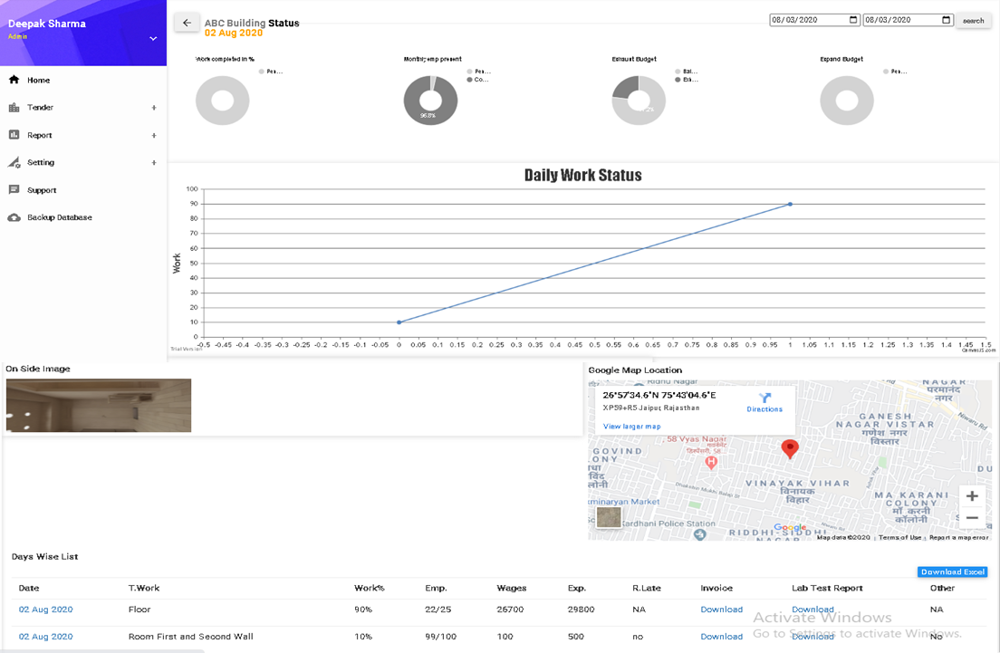 Deepak Sharma
Admin
Home
Tender +
Report +
Setting +
Support
Backup Database
ABC Building Status
02 Aug 2020
08/03/2020 08/03/2020 search
Work completed in %
Pen...
Monthly emp present
Pen...
Co...
96.8%
Exhaust Budget
Bal...
Exh...
Expand Budget
Pen...
Daily Work Status
Work
100
90
80
70
60
50
40
30
20
10
0
-0.5 -0.45 -0.4 -0.35 -0.3 -0.25 -0.2 -0.15 -0.1 -0.05 0 0.05 0.1 0.15 0.2 0.25 0.3 0.35 0.4 0.45 0.5 0.55 0.6 0.65 0.7 0.75 0.8 0.85 0.9 0.95 1 1.05 1.1 1.15 1.2 1.25 1.3 1.35 1.4 1.45 1.5
Trial Version
CanvasJS.com
On Side Image
Google Map Location
26°57'34.6"N 75°43'04.6"E
XP59+R5 Jaipur, Rajasthan
Directions
View larger map
Ridhu Nagar
NAGAR
परमानंद
नगर
Niwaru Rd
GANESH
NAGAR VISTAR
गणेश नगर
विस्तार
58 Vyas Nagar
GOVIND
VINAYAK VIHAR
विनायक
विहार
MA KARANI
COLONY
माँ करनी
कॉलोनी
xminaryan Market
Kardhani Police Station
RIDDHI-SIDDHI
NAGAR
Google
Map data ©2020 Terms of Use Report a map error
Days Wise List
Download Excel
Date T.Work Work% Emp. Wages Exp. R.Late Invoice Lab Test Report Other
02 Aug 2020 Floor 90% 22/25 26700 29800 NA Download Download NA
02 Aug 2020 Room First and Second Wall 10% 99/100 100 500 no Download Download No
Activate Windows
Go to Settings to activate Windows.